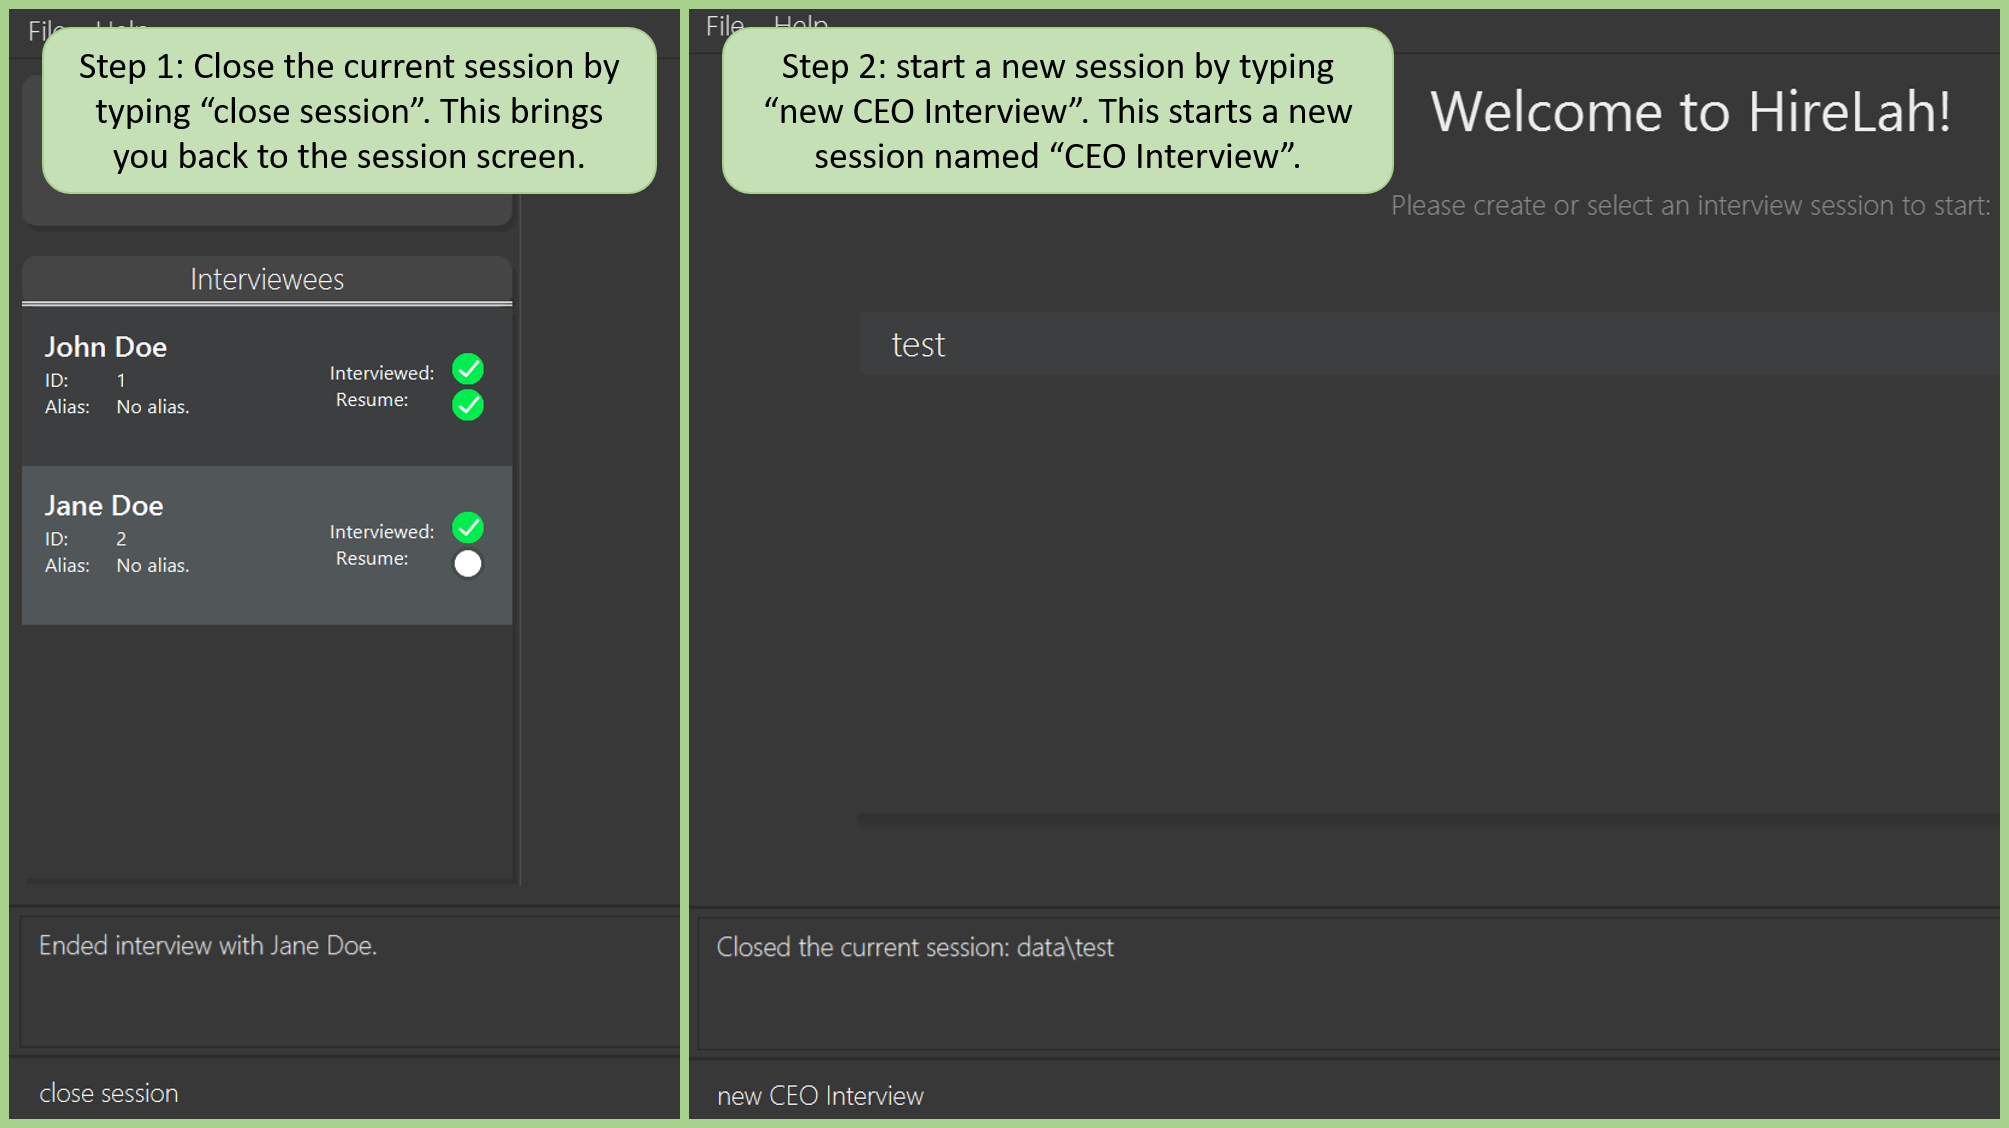 File Help
Step 1: Close the current session by
typing “close session”. This brings
you back to the session screen.
Interviewees
John Doe
ID: 1
Alias: No alias.
Interviewed:
Resume:
Jane Doe
ID: 2
Alias: No alias.
Interviewed:
Resume:
Ended interview with Jane Doe.
close session
File Help
Step 2: start a new session by typing
“new CEO Interview”. This starts a new
session named “CEO Interview”.
Welcome to HireLah!
Please create or select an interview session to start:
test
Closed the current session: data\test
new CEO Interview